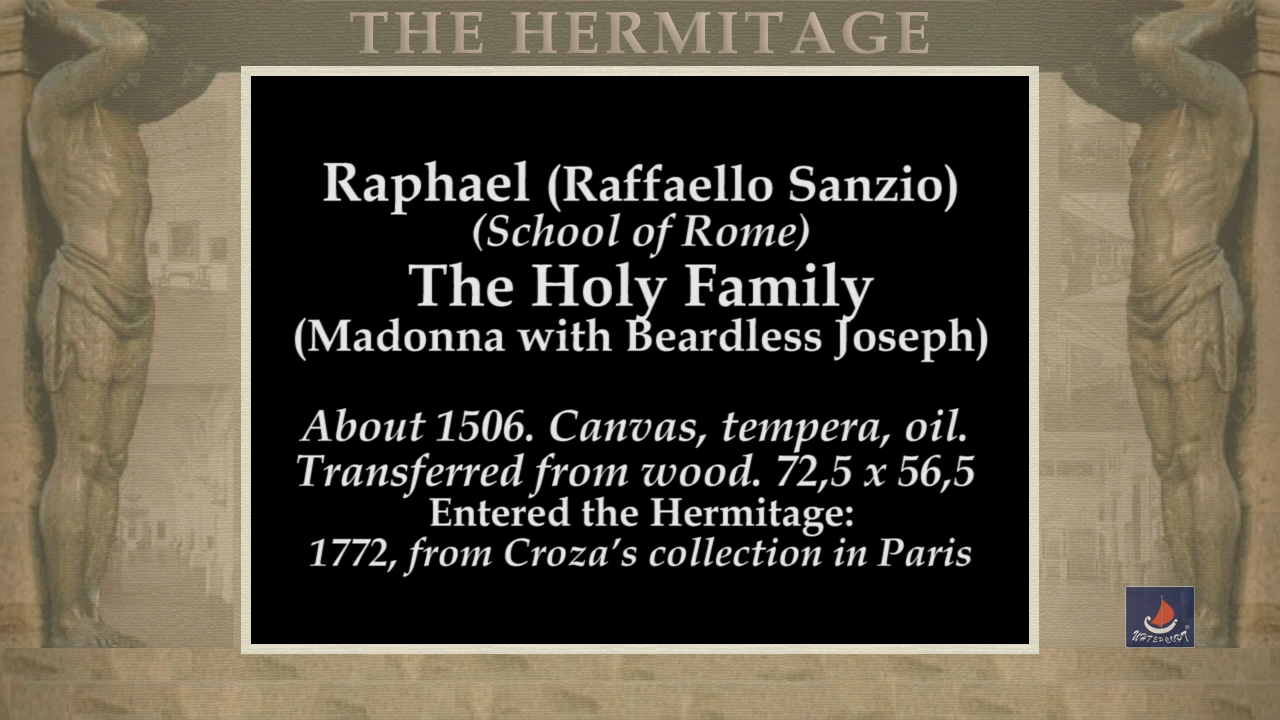 THE HERMITAGE
Raphael (Raffaello Sanzio)
(School of Rome)
The Holy Family
(Madonna with Beardless Joseph)
About 1506. Canvas, tempera, oil.
Transferred from wood. 72,5 x 56,5
Entered the Hermitage:
1772, from Croza’s collection in Paris